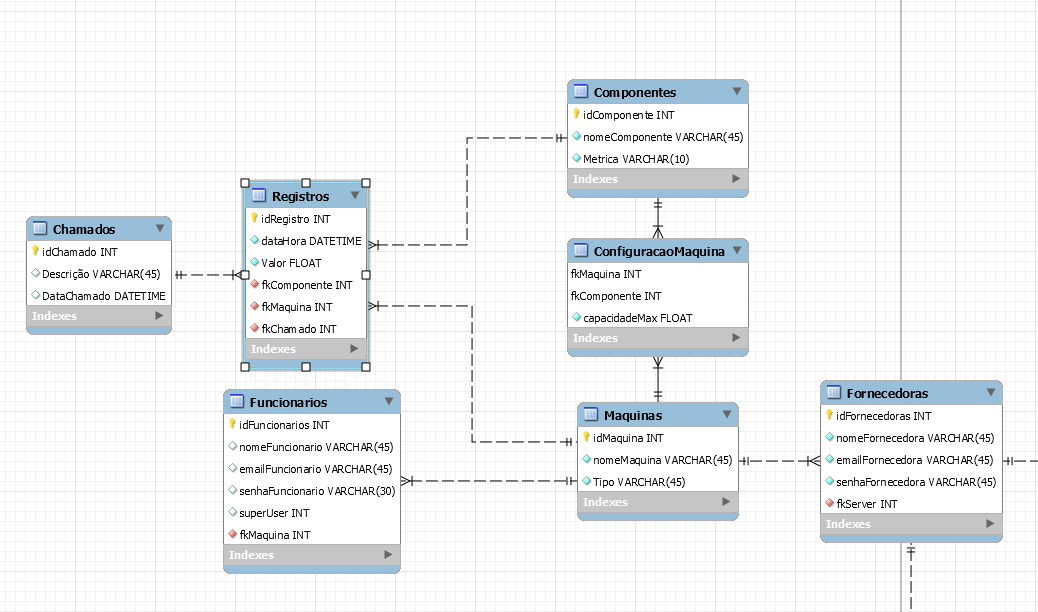 Componentes
idComponente INT
nomeComponente VARCHAR(45)
Metrica VARCHAR(10)
Indexes
Registros
idRegistro INT
dataHora DATETIME
Valor FLOAT
fkComponente INT
fkMaquina INT
fkChamado INT
Indexes
Chamados
idChamado INT
Descrição VARCHAR(45)
DataChamado DATETIME
Indexes
ConfiguracaoMaquina
fkMaquina INT
fkComponente INT
capacidadeMax FLOAT
Indexes
Funcionarios
idFuncionarios INT
nomeFuncionario VARCHAR(45)
emailFuncionario VARCHAR(45)
senhaFuncionario VARCHAR(30)
superUser INT
fkMaquina INT
Indexes
Maquinas
idMaquina INT
nomeMaquina VARCHAR(45)
Tipo VARCHAR(45)
Indexes
Fornecedoras
idFornecedoras INT
nomeFornecedora VARCHAR(45)
emailFornecedora VARCHAR(45)
senhaFornecedora VARCHAR(45)
fkServer INT
Indexes